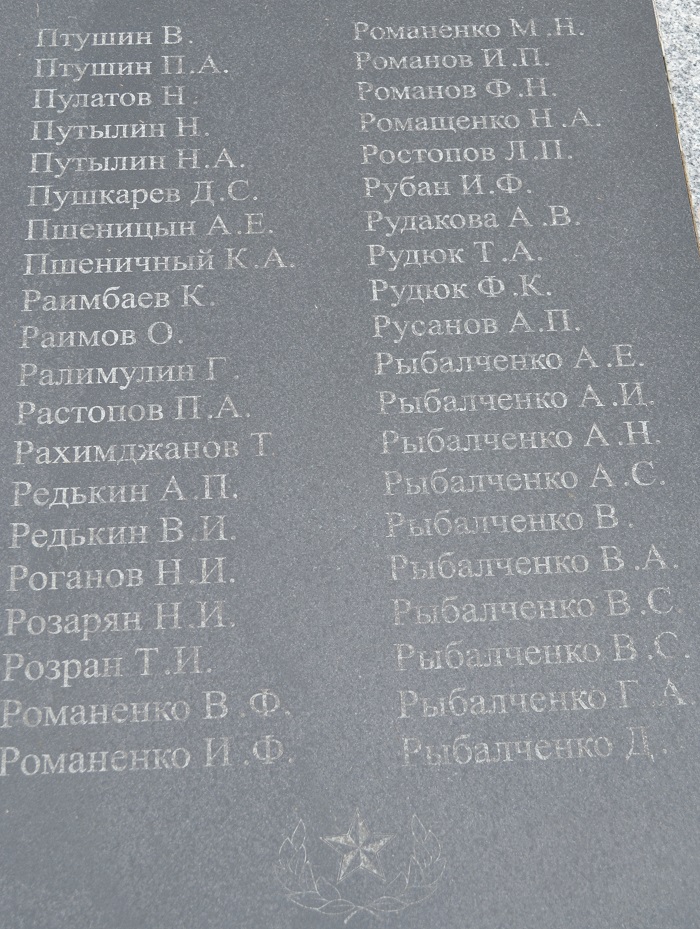 Птушин В.
Птушин П.А.
Пулатов Н.
Путылин Н.
Путылин Н.А.
Пушкарев Д.С.
Пшеницын А.Е.
Пшеничный К.А.
Раимбаев К.
Раимов О.
Ралимулин Г.
Растопов П.А.
Рахимджанов Т
Редькин А.П.
Редькин В.И.
Роганов Н.И.
Розарян Н.И.
Розран Т.И.
Романенко В.Ф.
Романенко И.Ф.
Романенко М.Н.
Романов И.П.
Романов Ф.Н.
Ромащенко Н.А.
Ростопов Л.П.
Рубан И.Ф.
Рудакова А.В.
Рудюк Т.А.
Рудюк Ф.К.
Русанов А.П.
Рыбалченко А.Е.
Рыбалченко А.И.
Рыбалченко А.Н.
Рыбалченко А.С.
Рыбалченко В.
Рыбалченко В.А.
Рыбалченко В.С.
Рыбалченко В.С.
Рыбалченко Г.А
Рыбалченко Д.